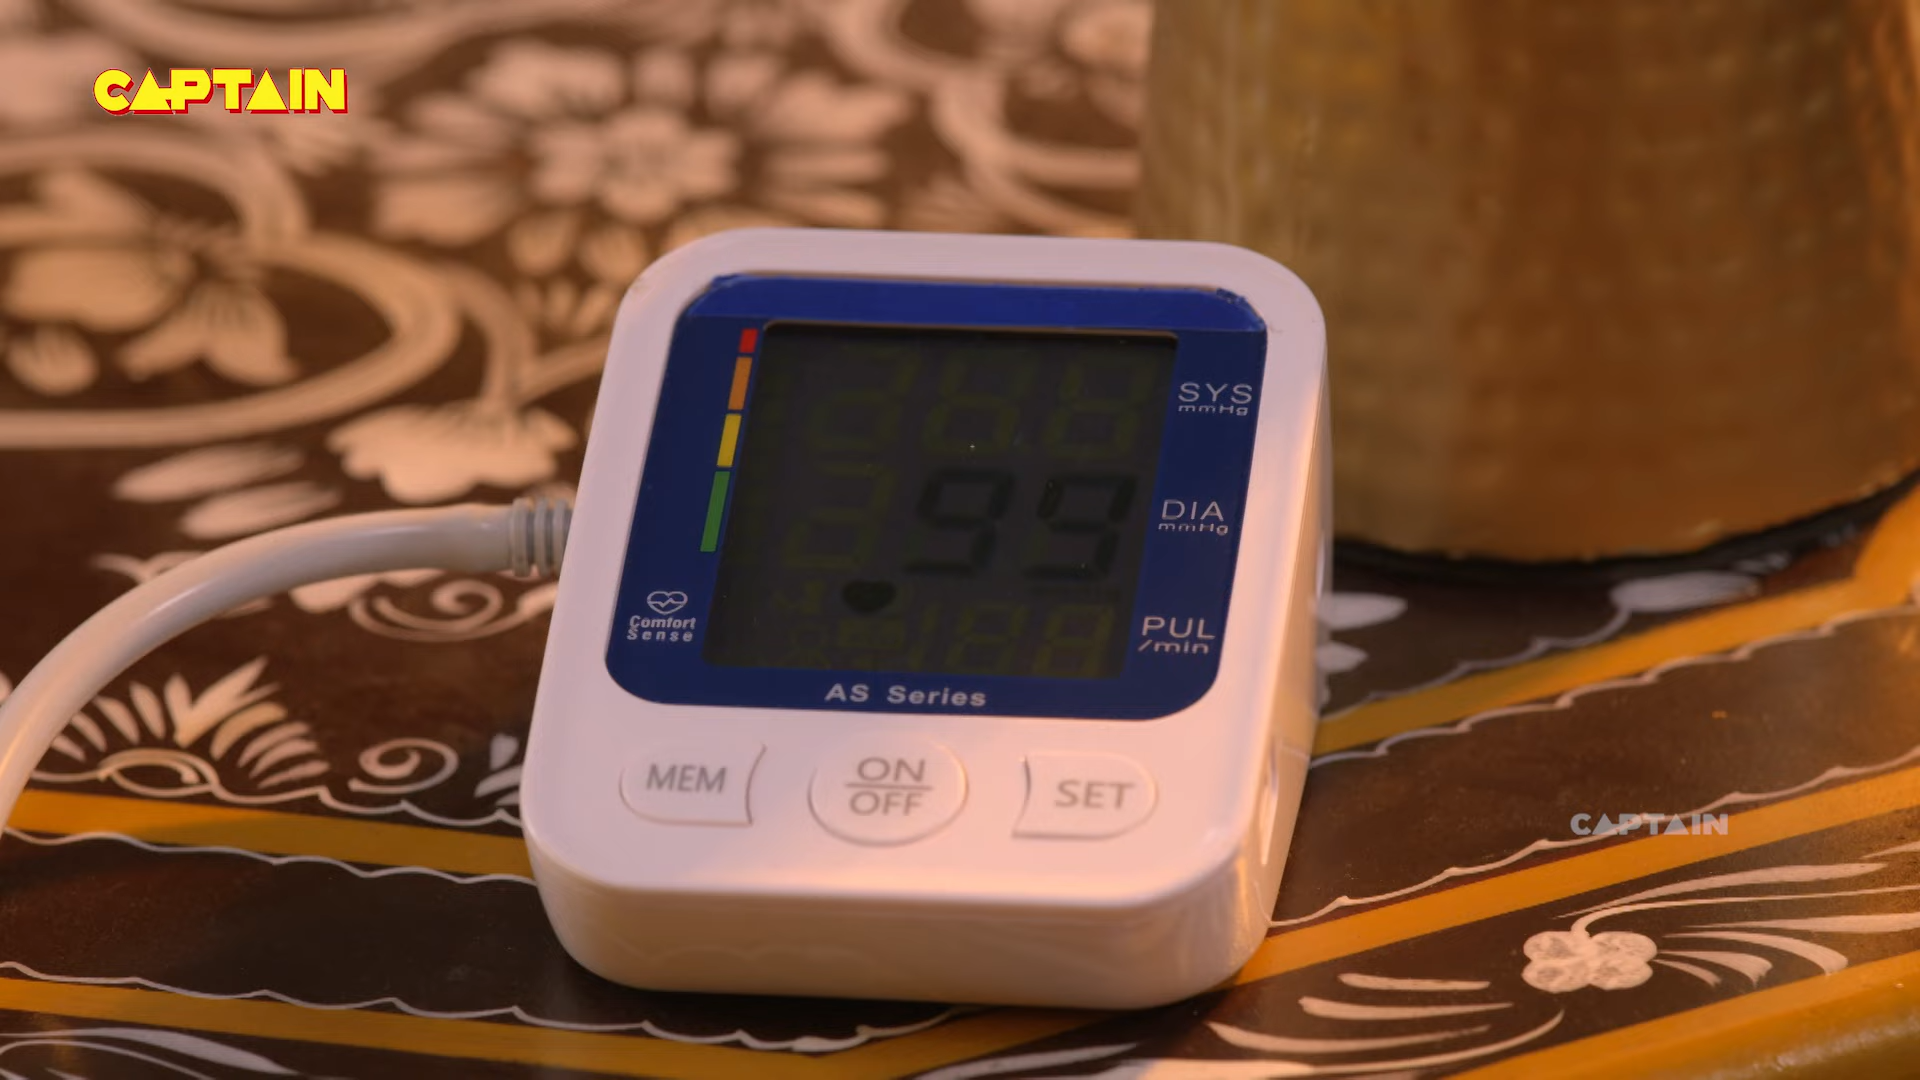 CAPTAIN
SYS
mmHg
99
DIA
mmHg
Comfort
Sense
PUL
/min
AS Series
MEM
ON
OFF
SET
CAPTAIN